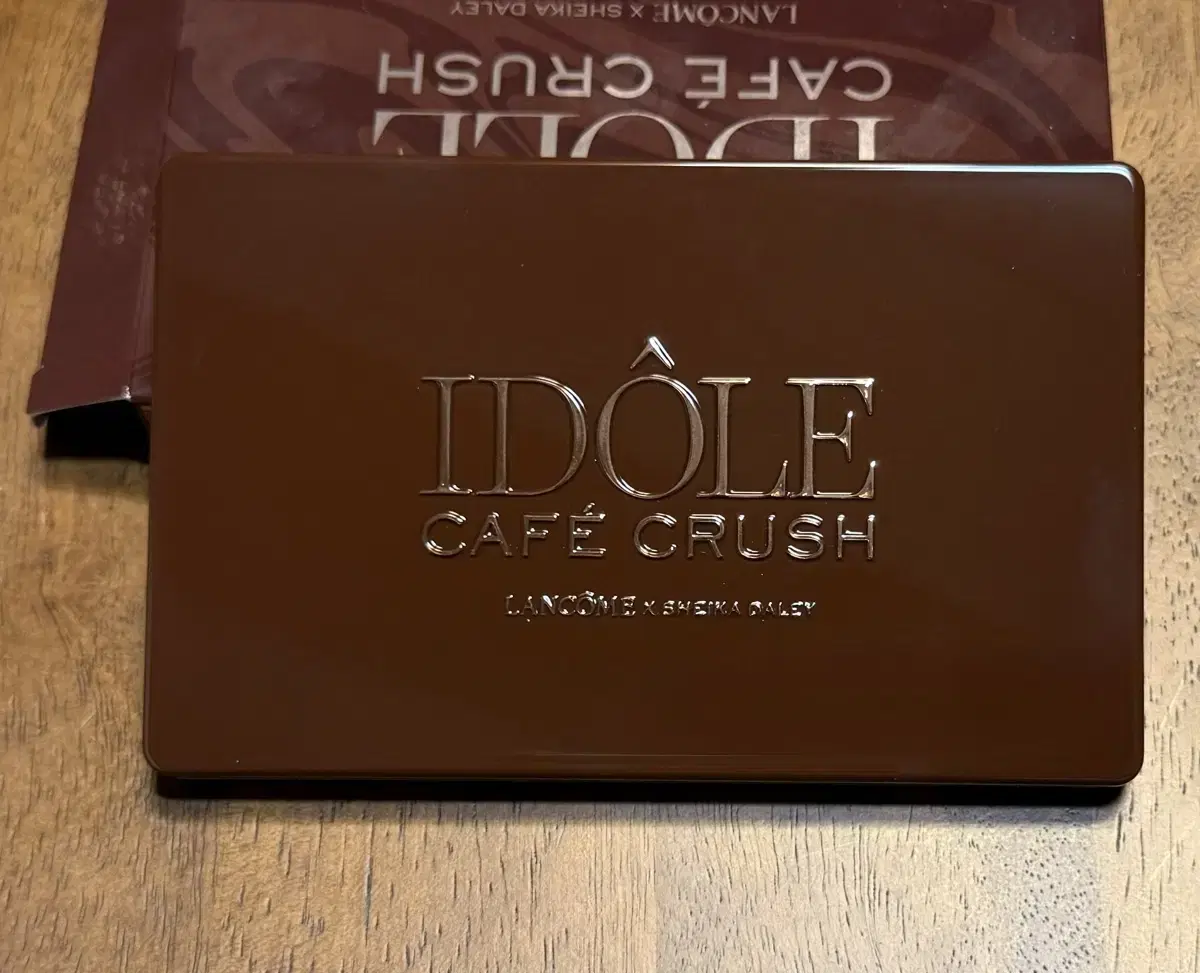 LANCÔME X SHEIKA DALEY
CAFÉ CRUSH
IDÔLE
IDÔLE
CAFÉ CRUSH
LANCÔME X SHEIKA DALEY